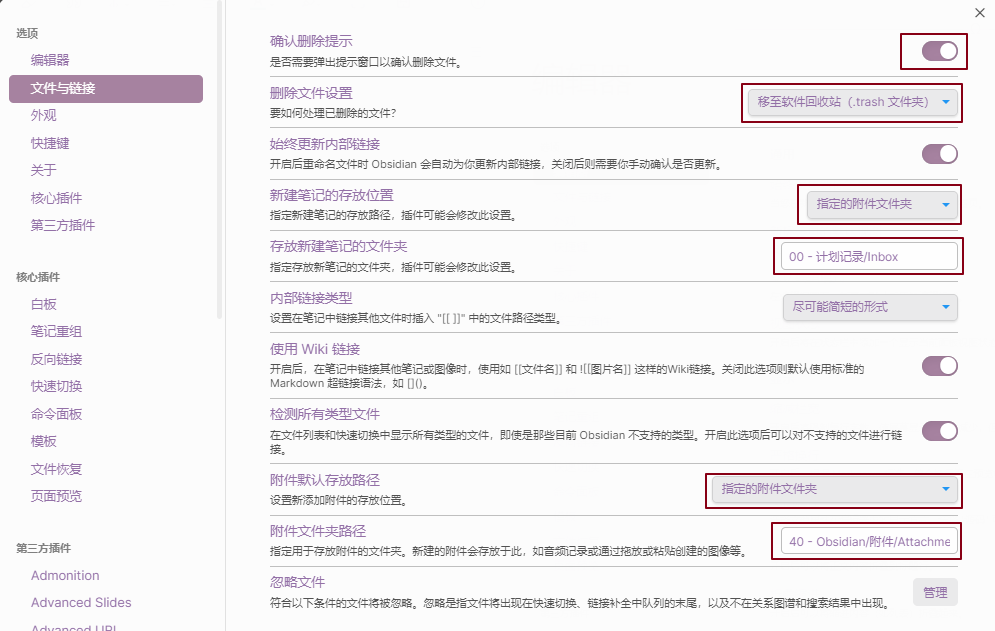 选项
编辑器
文件与链接
外观
快捷键
关于
核心插件
第三方插件
核心插件
白板
笔记重组
反向链接
快速切换
命令面板
模板
文件恢复
页面预览
第三方插件
Admonition
Advanced Slides
Advanced URI
确认删除提示
是否需要弹出提示窗口以确认删除文件。
删除文件设置
要如何处理已删除的文件？
移至软件回收站（.trash 文件夹）
始终更新内部链接
开启后重命名文件时 Obsidian 会自动为你更新内部链接，关闭后则需要你手动确认是否更新。
新建笔记的存放位置
指定新建笔记的存放路径，插件可能会修改此设置。
指定的附件文件夹
存放新建笔记的文件夹
指定存放新笔记的文件夹，插件可能会修改此设置。
00 - 计划记录/Inbox
内部链接类型
设置在笔记中链接其他文件时插入 "[[ ]]" 中的文件路径类型。
尽可能简短的形式
使用 Wiki 链接
开启后，在笔记中链接其他笔记或图像时，使用如 [[文件名]] 和 ![[图片名]] 这样的Wiki链接。关闭此选项则默认使用标准的
Markdown 超链接语法，如 []()。
检测所有类型文件
在文件列表和快速切换中显示所有类型的文件，即使是那些目前 Obsidian 不支持的类型。开启此选项后可以对不支持的文件进行链
接。
附件默认存放路径
设置新添加附件的存放位置。
指定的附件文件夹
附件文件夹路径
指定用于存放附件的文件夹。新建的附件会存放于此，如音频记录或通过拖放或粘贴创建的图像等。
40 - Obsidian/附件/Attachme
忽略文件
符合以下条件的文件将被忽略。忽略是指文件将出现在快速切换、链接补全中队列的末尾，以及不在关系图谱和搜索结果中出现。
管理